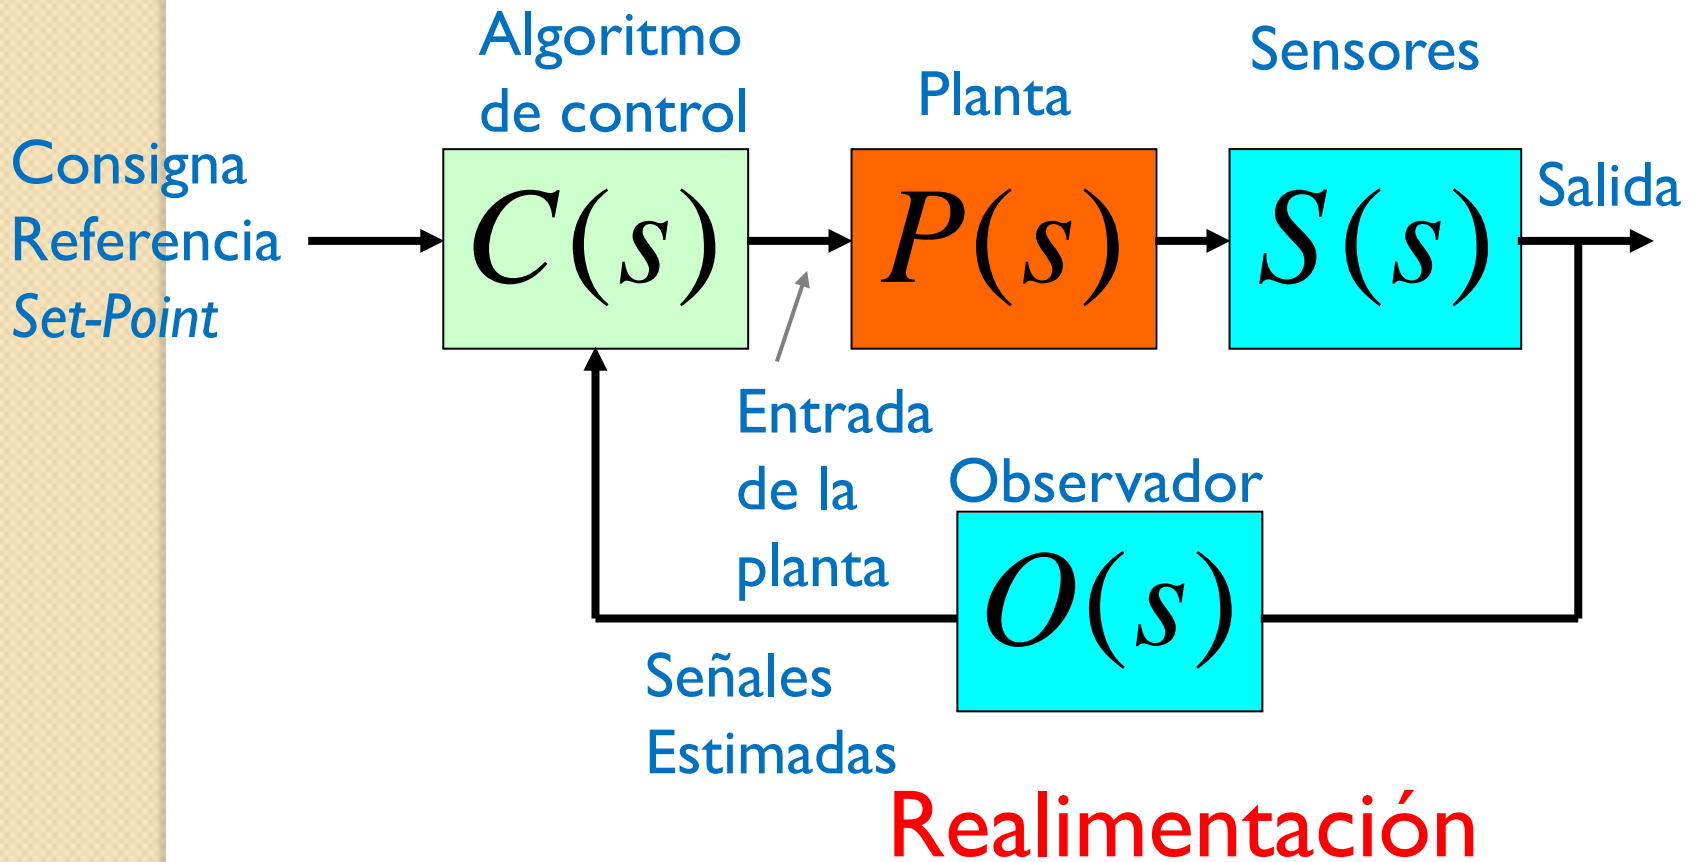 Algoritmo
de control
Planta
Sensores
Consigna
Referencia
Set-Point
C(s)
P(s)
S(s)
Salida
Entrada
de la
planta
Observador
O(s)
Señales
Estimadas
Realimentación